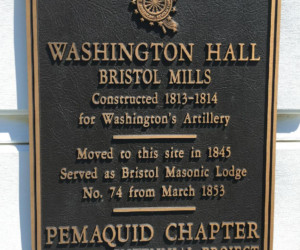 WASHINGTON HALL
BRISTOL MILLS
Constructed 1813-1814
for Washington's Artillery
Moved to this site in 1845
Served as Bristol Masonic Lodge
No. 74 from March 1853
PEMAQUID CHAPTER